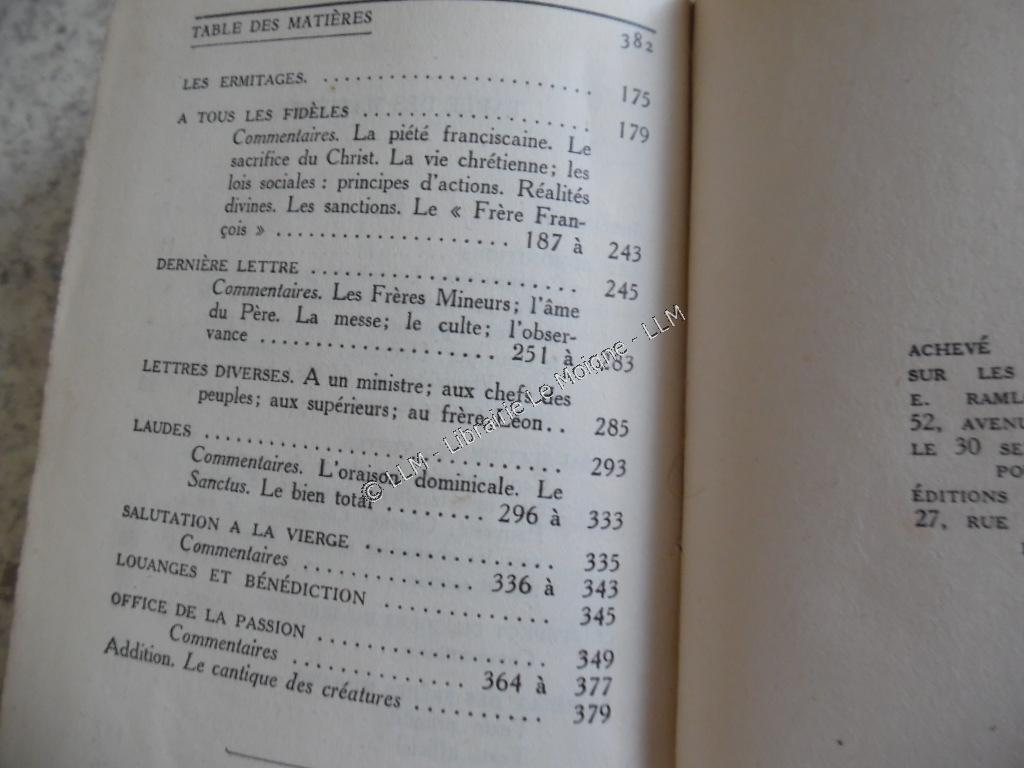 TABLE DES MATIÈRES
382
LES ERMITAGES. .......................... 175
A TOUS LES FIDÈLES ...................... 179
Commentaires. La piété franciscaine. Le
sacrifice du Christ. La vie chrétienne; les
lois sociales : principes d'actions. Réalités
divines. Les sanctions. Le « Frère Fran-
çois » .................... 187 à 243
DERNIÈRE LETTRE ........................ 245
Commentaires. Les Frères Mineurs; l'âme
du Père. La messe; le culte; l'obser-
vance .................... 251 à 283
LETTRES DIVERSES. A un ministre; aux chefs des
peuples; aux supérieurs; au frère Léon.. 285
LAUDES .............................. 293
Commentaires. L'oraison dominicale. Le
Sanctus. Le bien total ........ 296 à 333
SALUTATION A LA VIERGE .................. 335
Commentaires ................ 336 à 343
LOUANGES ET BÉNÉDICTION ................ 345
OFFICE DE LA PASSION .................... 349
Commentaires ................ 364 à 377
Addition. Le cantique des créatures .......... 379
© LLM - Librairie Le Moigne - LLM
ACHEVÉ
SUR LES
E. RAML
52, AVENU
LE 30 SE
PO
ÉDITIONS
27, RUE